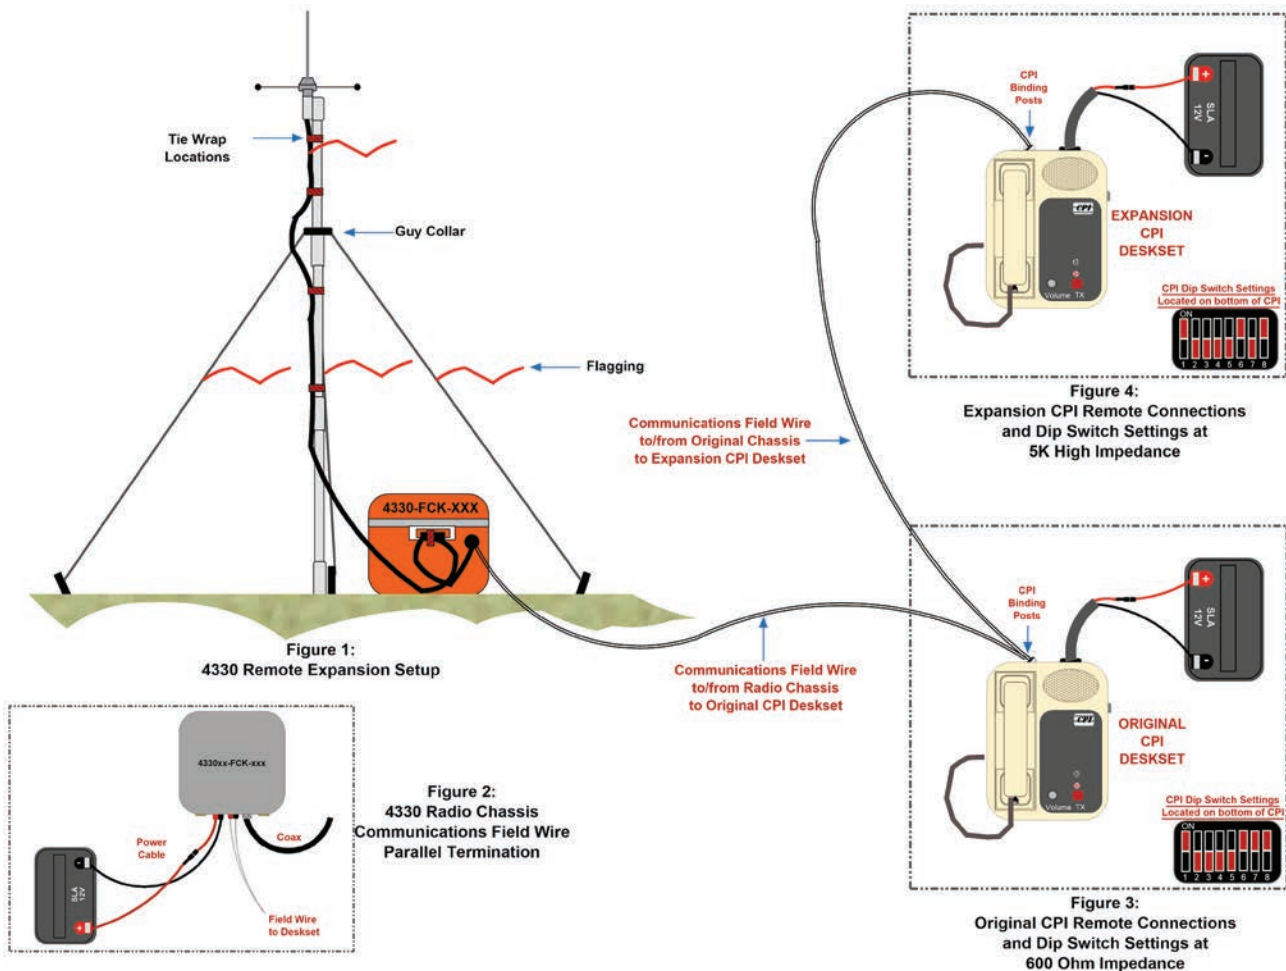 Tie Wrap
Locations
Guy Collar
Flagging
4330-FCK-XXX
Figure 1:
4330 Remote Expansion Setup
4330xx-FCK-xxx
Power
Cable
Coax
SLA
12V
-
+
Field Wire
to Deskset
Figure 2:
4330 Radio Chassis
Communications Field Wire
Parallel Termination
Communications Field Wire
to/from Original Chassis
to Expansion CPI Deskset
Communications Field Wire
to/from Radio Chassis
to Original CPI Deskset
CPI
Binding
Posts
+
SLA
12V
-
CPI
Volume TX
EXPANSION
CPI
DESKSET
CPI Dip Switch Settings
Located on bottom of CPI
ON
1 2 3 4 5 6 7 8
Figure 4:
Expansion CPI Remote Connections
and Dip Switch Settings at
5K High Impedance
CPI
Binding
Posts
+
SLA
12V
-
CPI
Volume TX
ORIGINAL
CPI
DESKSET
CPI Dip Switch Settings
Located on bottom of CPI
ON
1 2 3 4 5 6 7 8
Figure 3:
Original CPI Remote Connections
and Dip Switch Settings at
600 Ohm Impedance